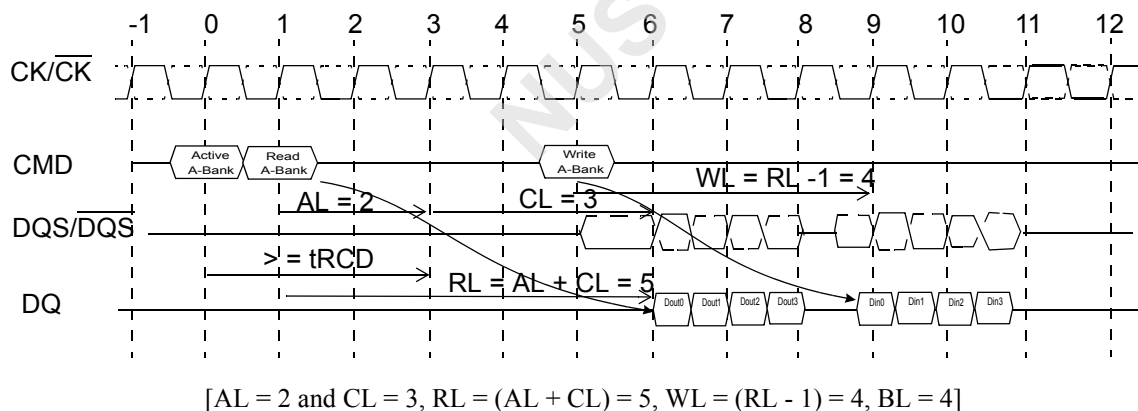 -1 0 1 2 3 4 5 6 7 8 9 10 11 12
NUS
CK/CK
CMD
Active
A-Bank
Read
A-Bank
Write
A-Bank
WL = RL -1 = 4
AL = 2
CL = 3
DQS/DQS
> = tRCD
RL = AL + CL = 5
DQ
Dout0 Dout1 Dout2 Dout3 Din0 Din1 Din2 Din3
[AL = 2 and CL = 3, RL = (AL + CL) = 5, WL = (RL - 1) = 4, BL = 4]